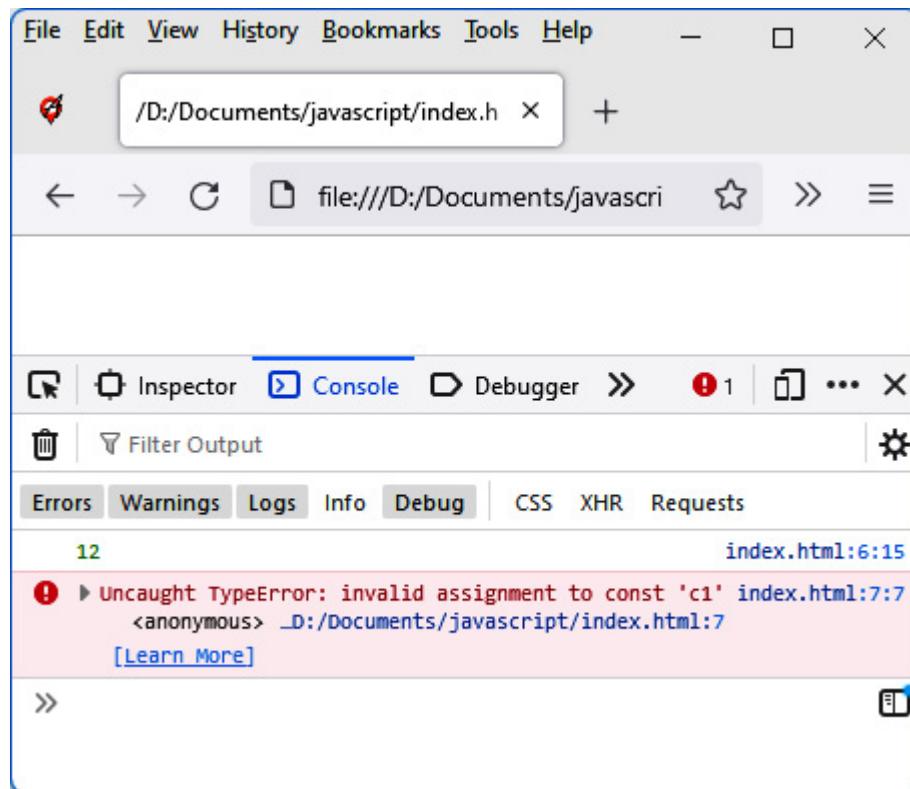 File Edit View History Bookmarks Tools Help
/D:/Documents/javascript/index.h
file:///D:/Documents/javascri
Inspector Console Debugger 1
Filter Output
Errors Warnings Logs Info Debug CSS XHR Requests
12 index.html:6:15
Uncaught TypeError: invalid assignment to const 'c1' index.html:7:7
<anonymous> …D:/Documents/javascript/index.html:7
[Learn More]